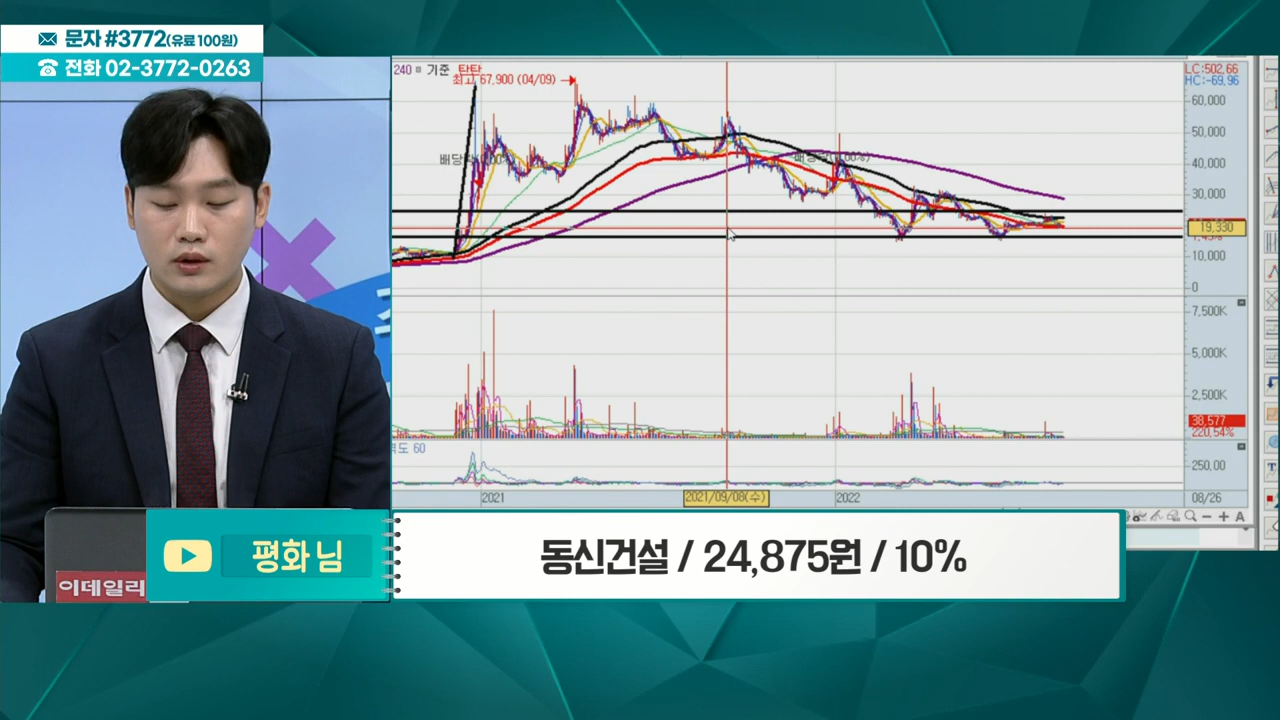 문자 #3772(유료 100원)
전화 02-3772-0263
240 기준 탄탄
최고 67,900 (04/09)
LC:502,66
HC:-69,96
60,000
50,000
40,000
30,000
19,330
10,000
0
7,500K
5,000K
2,500K
38,577
220,54%
60
250,00
2021
2021/09/08(수)
2022
08/26
A
이데일리
평화 님
동신건설 / 24,875원 / 10%